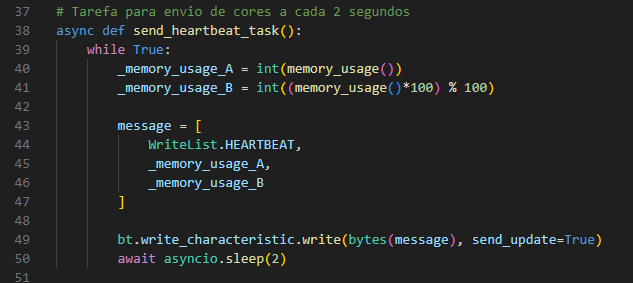 37 # Tarefa para envio de cores a cada 2 segundos
38 async def send_heartbeat_task():
39     while True:
40         _memory_usage_A = int(memory_usage())
41         _memory_usage_B = int((memory_usage()*100) % 100)
42
43         message = [
44             WriteList.HEARTBEAT,
45             _memory_usage_A,
46             _memory_usage_B
47         ]
48
49         bt.write_characteristic.write(bytes(message), send_update=True)
50         await asyncio.sleep(2)
51